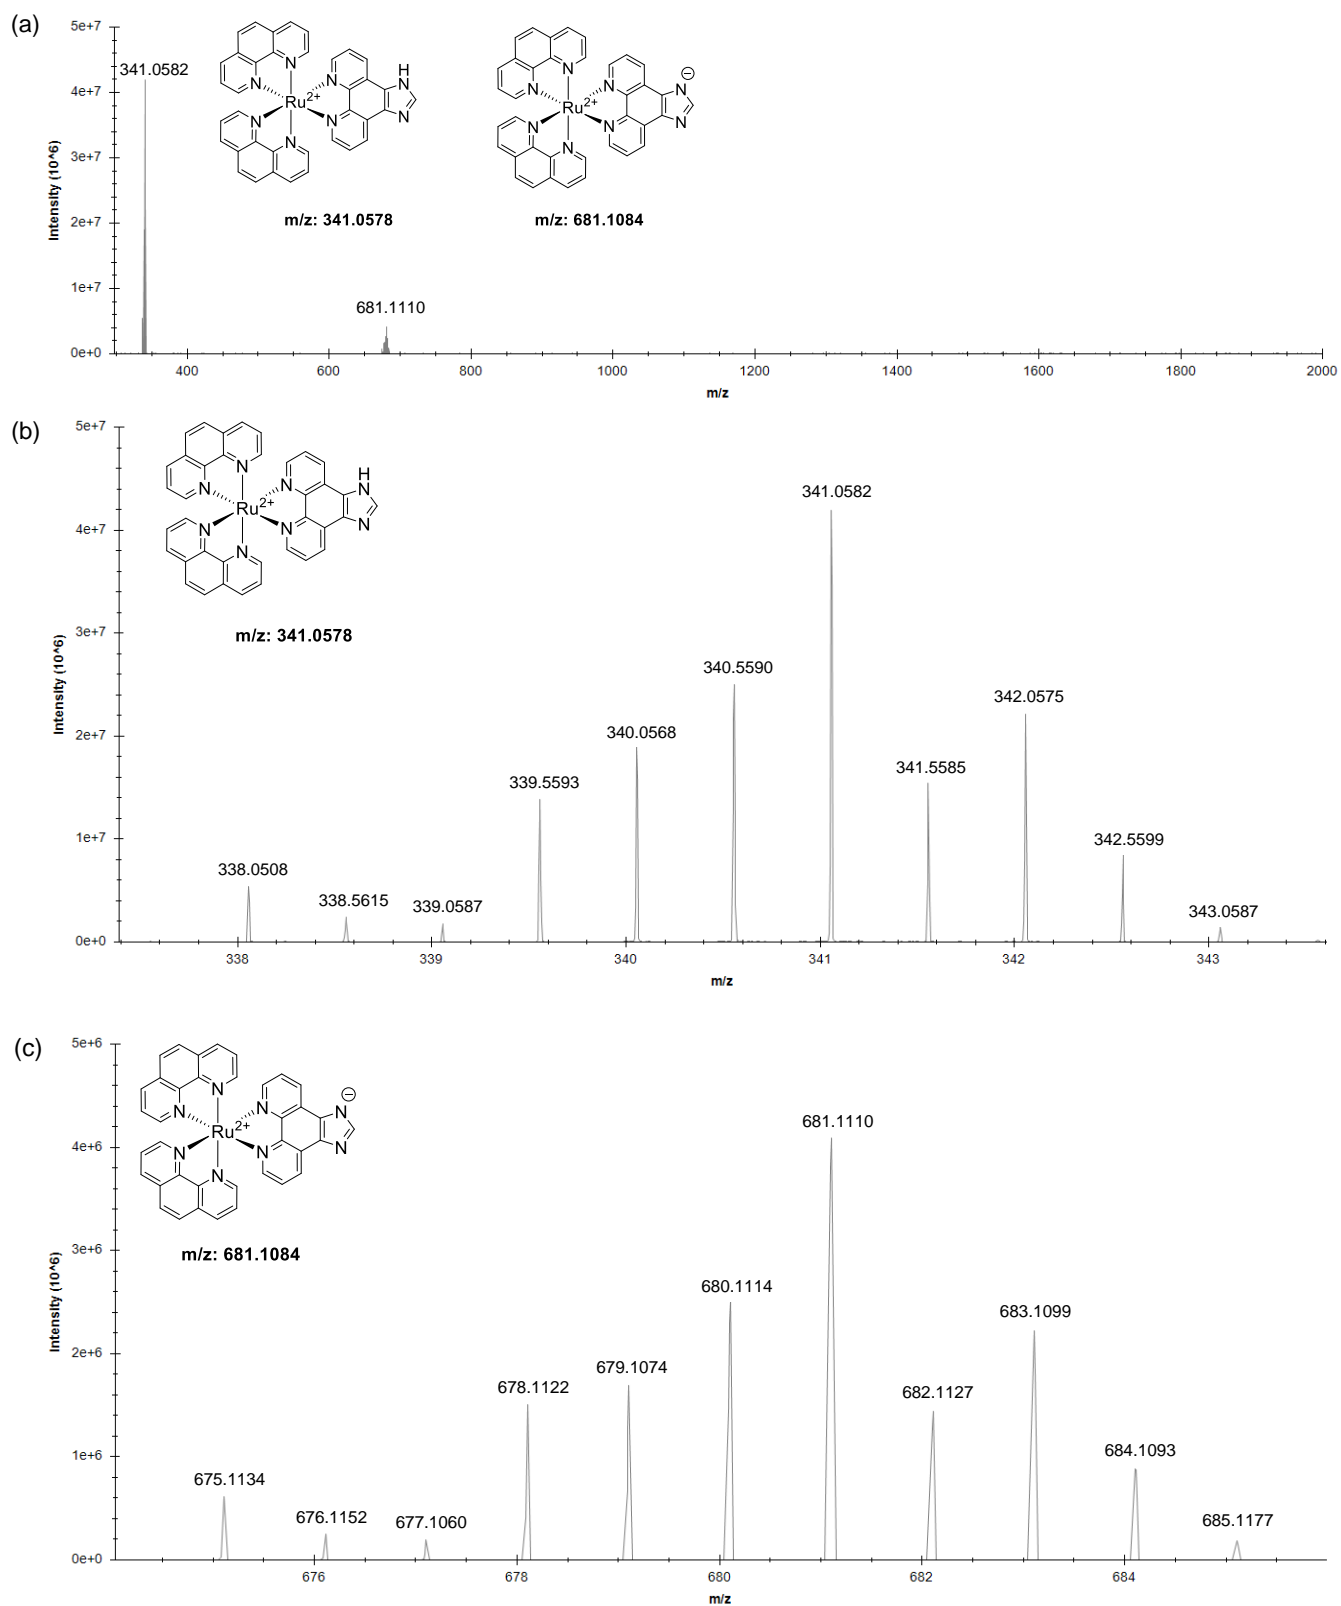 (a)
5e+7
4e+7
3e+7
2e+7
1e+7
0e+0
Intensity (10^6)
341.0582
681.1110
N
N
N
N
N
N
Ru2+
H
N
N
m/z: 341.0578
N
N
N
N
N
N
Ru2+
⊖
N
N
m/z: 681.1084
400 600 800 1000 1200 1400 1600 1800 2000
m/z
(b)
5e+7
4e+7
3e+7
2e+7
1e+7
0e+0
Intensity (10^6)
N
N
N
N
N
N
Ru2+
H
N
N
m/z: 341.0578
338.0508
338.5615
339.0587
339.5593
340.0568
340.5590
341.0582
341.5585
342.0575
342.5599
343.0587
338 339 340 341 342 343
m/z
(c)
5e+6
4e+6
3e+6
2e+6
1e+6
0e+0
Intensity (10^6)
N
N
N
N
N
N
Ru2+
⊖
N
N
m/z: 681.1084
675.1134
676.1152
677.1060
678.1122
679.1074
680.1114
681.1110
682.1127
683.1099
684.1093
685.1177
676 678 680 682 684
m/z